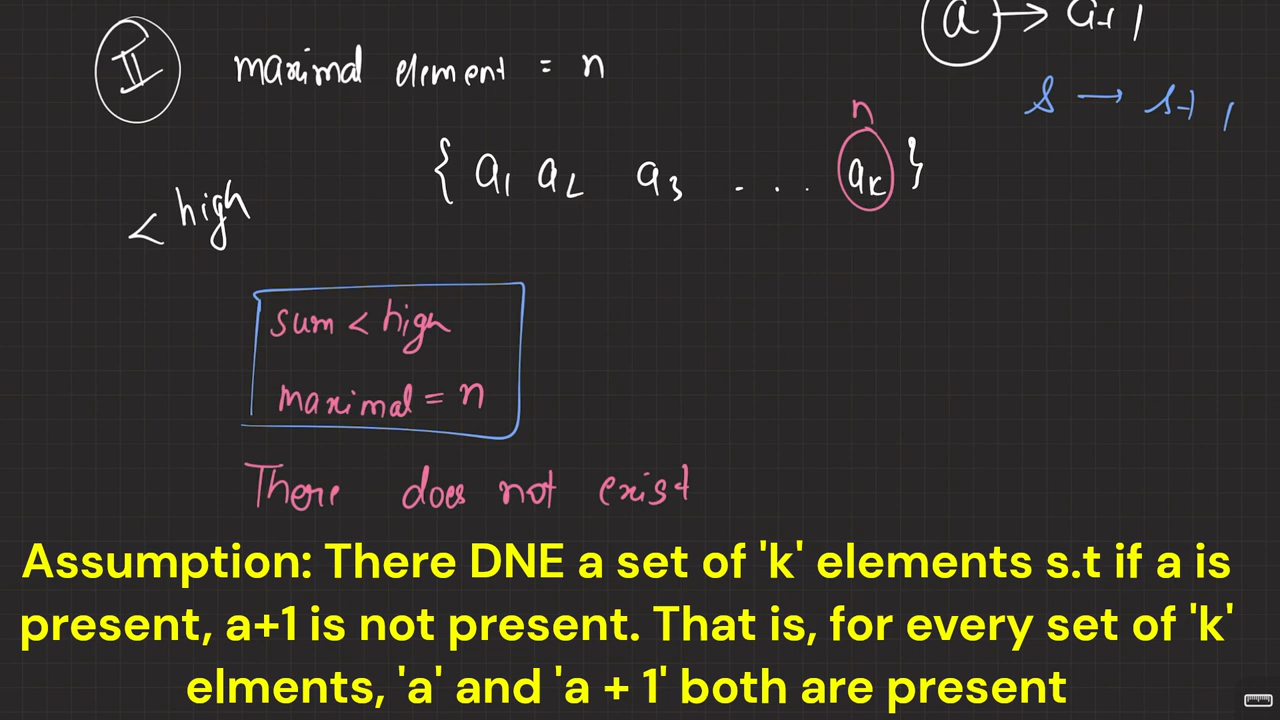 a → a+1
II maximal element = n
s → s+1
n
{ a1 a2 a3 . . . ak }
< high
sum < high
maximal = n
There does not exist
Assumption: There DNE a set of 'k' elements s.t if a is
present, a+1 is not present. That is, for every set of 'k'
elments, 'a' and 'a + 1' both are present